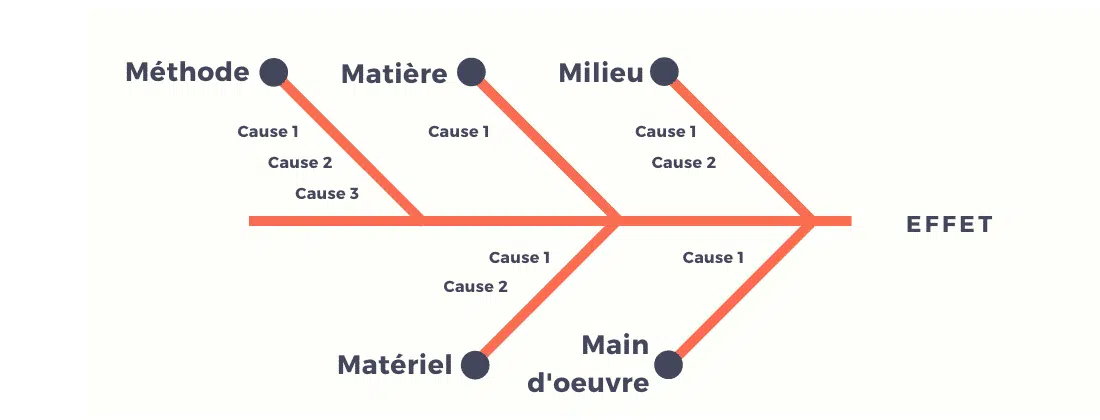 Méthode
Matière
Milieu
Cause 1
Cause 1
Cause 1
Cause 2
Cause 2
Cause 3
EFFET
Cause 1
Cause 1
Cause 2
Main
d'oeuvre
Matériel